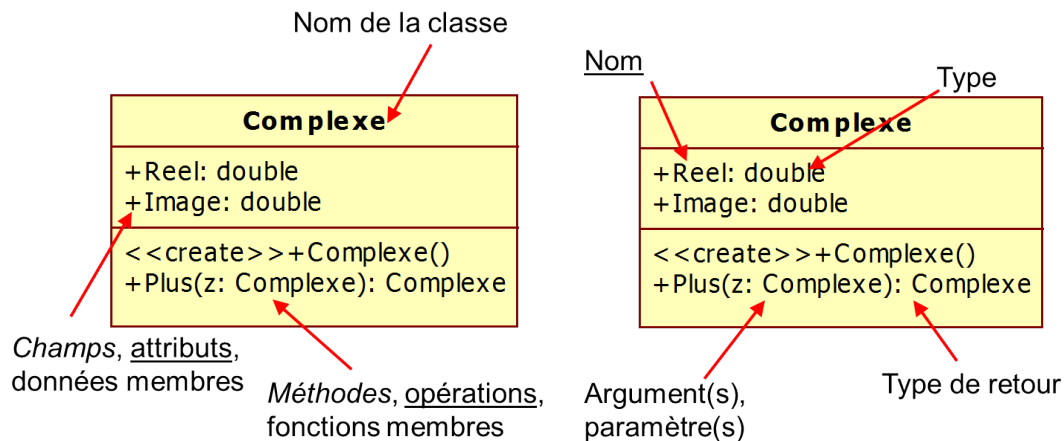 Nom de la classe
Complexe
+Reel: double
+Image: double
<<create>>+Complexe()
+Plus(z: Complexe): Complexe
Champs, attributs,
données membres
Méthodes, opérations,
fonctions membres
Nom
Type
Complexe
+Reel: double
+Image: double
<<create>>+Complexe()
+Plus(z: Complexe): Complexe
Argument(s),
paramètre(s)
Type de retour